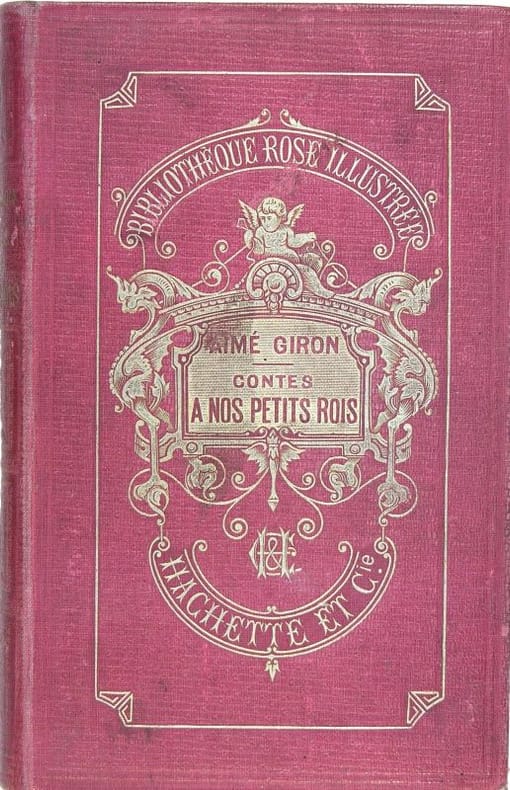 BIBLIOTHÈQUE ROSE ILLUSTRÉE
AIMÉ GIRON
CONTES
A NOS PETITS ROIS
HACHETTE ET Cie.